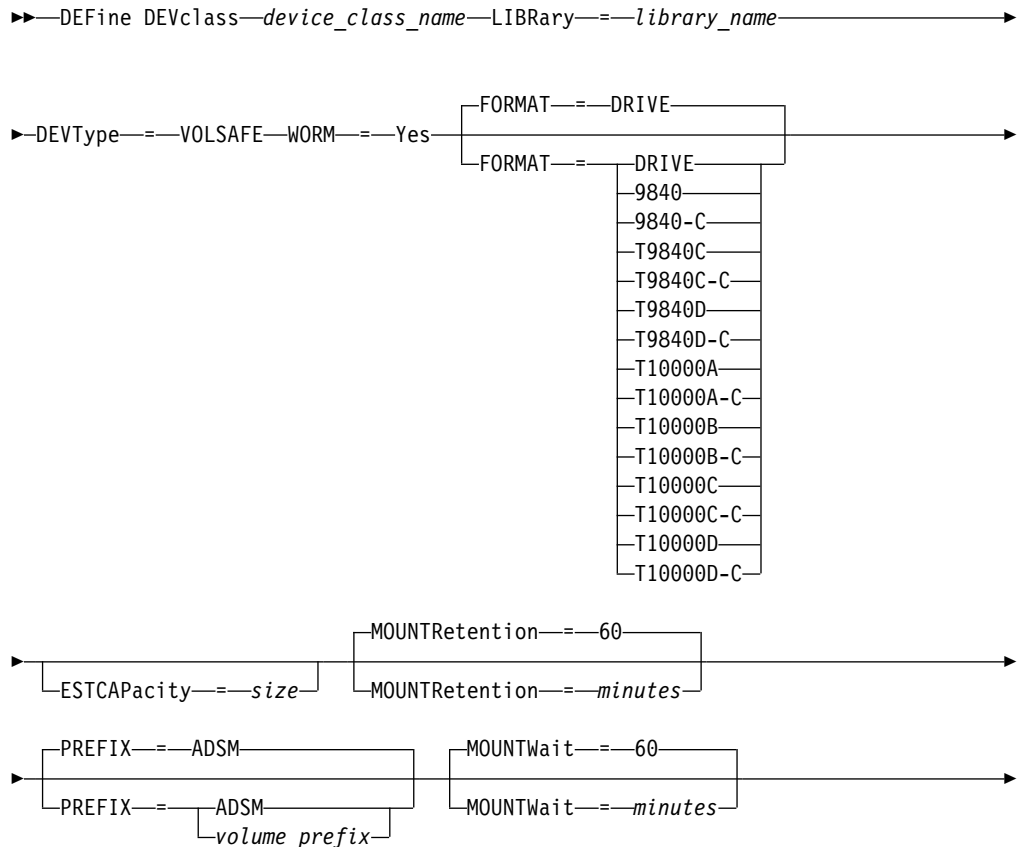 DEFine DEVclass device_class_name LIBRary = library_name
FORMAT = DRIVE
DEVType = VOLSAFE WORM = Yes
FORMAT = DRIVE
9840
9840-C
T9840C
T9840C-C
T9840D
T9840D-C
T10000A
T10000A-C
T10000B
T10000B-C
T10000C
T10000C-C
T10000D
T10000D-C
MOUNTRetention = 60
ESTCAPacity = size MOUNTRetention = minutes
PREFIX = ADSM MOUNTWait = 60
PREFIX = ADSM MOUNTWait = minutes
volume prefix